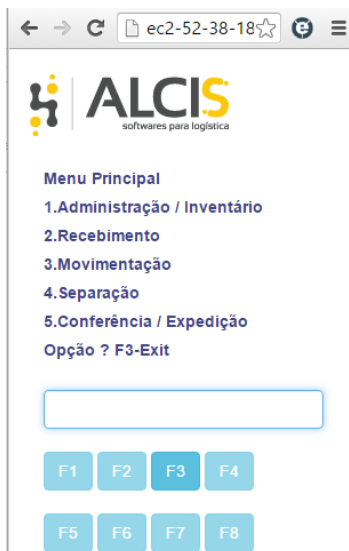 ec2-52-38-18
ALCIS
softwares para logística
Menu Principal
1.Administração / Inventário
2.Recebimento
3.Movimentação
4.Separação
5.Conferência / Expedição
Opção ? F3-Exit
F1 F2 F3 F4
F5 F6 F7 F8